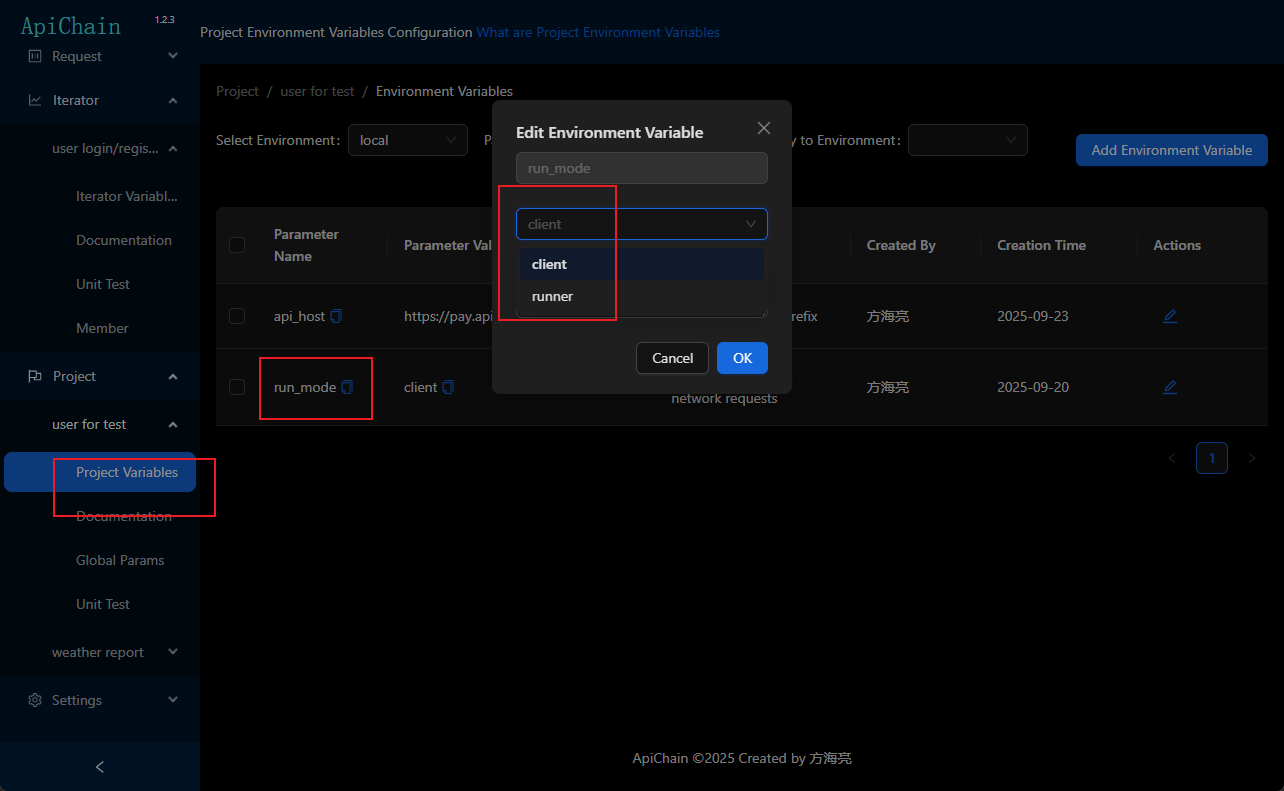 ApiChain
1.2.3
Request
Iterator
user login/regis...
Iterator Variabl...
Documentation
Unit Test
Member
Project
user for test
Project Variables
Documentation
Global Params
Unit Test
weather report
Settings
Project Environment Variables Configuration What are Project Environment Variables
Project / user for test / Environment Variables
Select Environment: local
to Environment:
Add Environment Variable
Parameter Name
Created By
Creation Time
Actions
api_host
https://pay.api
方海亮
2025-09-23
run_mode
client
network requests
方海亮
2025-09-20
1
Edit Environment Variable
run_mode
client
client
runner
Cancel
OK
ApiChain ©2025 Created by 方海亮